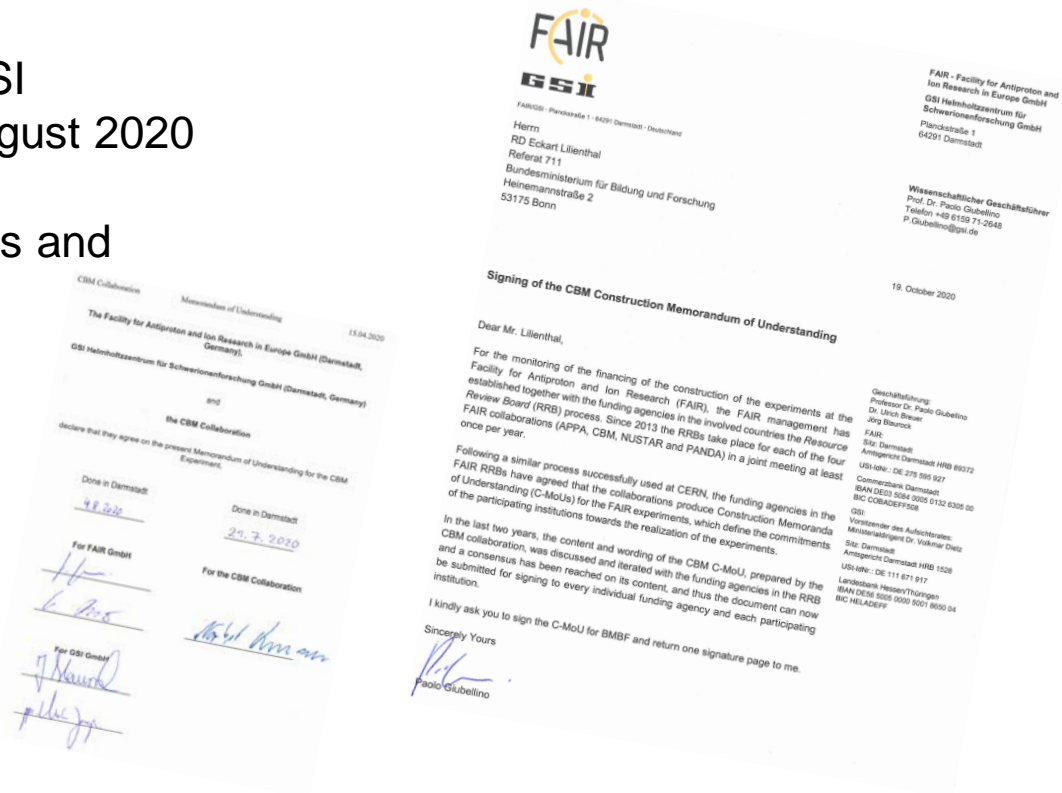 SI
gust 2020
s and
CBM Collaboration
Memorandum of Understanding
15.04.2020
The Facility for Antiproton and Ion Research in Europe GmbH (Darmstadt,
Germany),
GSI Helmholtzzentrum für Schwerionenforschung GmbH (Darmstadt, Germany)
and
the CBM Collaboration
declare that they agree on the present Memorandum of Understanding for the CBM
Experiment.
Done in Darmstadt
4.8.2020
Done in Darmstadt
29.7.2020
For FAIR GmbH
For the CBM Collaboration
For GSI GmbH
FAIR
GSI
FAIR/GSI · Planckstraße 1 · 64291 Darmstadt · Deutschland
Herrn
RD Eckart Lilienthal
Referat 711
Bundesministerium für Bildung und Forschung
Heinemannstraße 2
53175 Bonn
FAIR - Facility for Antiproton and
Ion Research in Europe GmbH
GSI Helmholtzzentrum für
Schwerionenforschung GmbH
Planckstraße 1
64291 Darmstadt
Wissenschaftlicher Geschäftsführer
Prof. Dr. Paolo Giubellino
Telefon +49 6159 71-2648
P.Giubellino@gsi.de
19. October 2020
Signing of the CBM Construction Memorandum of Understanding
Dear Mr. Lilienthal,
For the monitoring of the financing of the construction of the experiments at the
Facility for Antiproton and Ion Research (FAIR), the FAIR management has
established together with the funding agencies in the involved countries the Resource
Review Board (RRB) process. Since 2013 the RRBs take place for each of the four
FAIR collaborations (APPA, CBM, NUSTAR and PANDA) in a joint meeting at least
once per year.
Following a similar process successfully used at CERN, the funding agencies in the
FAIR RRBs have agreed that the collaborations produce Construction Memoranda
of Understanding (C-MoUs) for the FAIR experiments, which define the commitments
of the participating institutions towards the realization of the experiments.
In the last two years, the content and wording of the CBM C-MoU, prepared by the
CBM collaboration, was discussed and iterated with the funding agencies in the RRB
and a consensus has been reached on its content, and thus the document can now
be submitted for signing to every individual funding agency and each participating
institution.
I kindly ask you to sign the C-MoU for BMBF and return one signature page to me.
Sincerely Yours
Paolo Giubellino
Geschäftsführung:
Professor Dr. Paolo Giubellino
Dr. Ulrich Breuer
Jörg Blaurock
FAIR:
Sitz: Darmstadt
Amtsgericht Darmstadt HRB 89372
USt-IdNr.: DE 275 595 927
Commerzbank Darmstadt
IBAN DE03 5084 0005 0132 6305 00
BIC COBADEFF508
GSI:
Vorsitzender des Aufsichtsrates:
Ministerialdirigent Dr. Volkmar Dietz
Sitz: Darmstadt
Amtsgericht Darmstadt HRB 1528
USt-IdNr.: DE 111 671 917
Landesbank Hessen/Thüringen
IBAN DE56 5005 0000 5001 8650 04
BIC HELADEFF